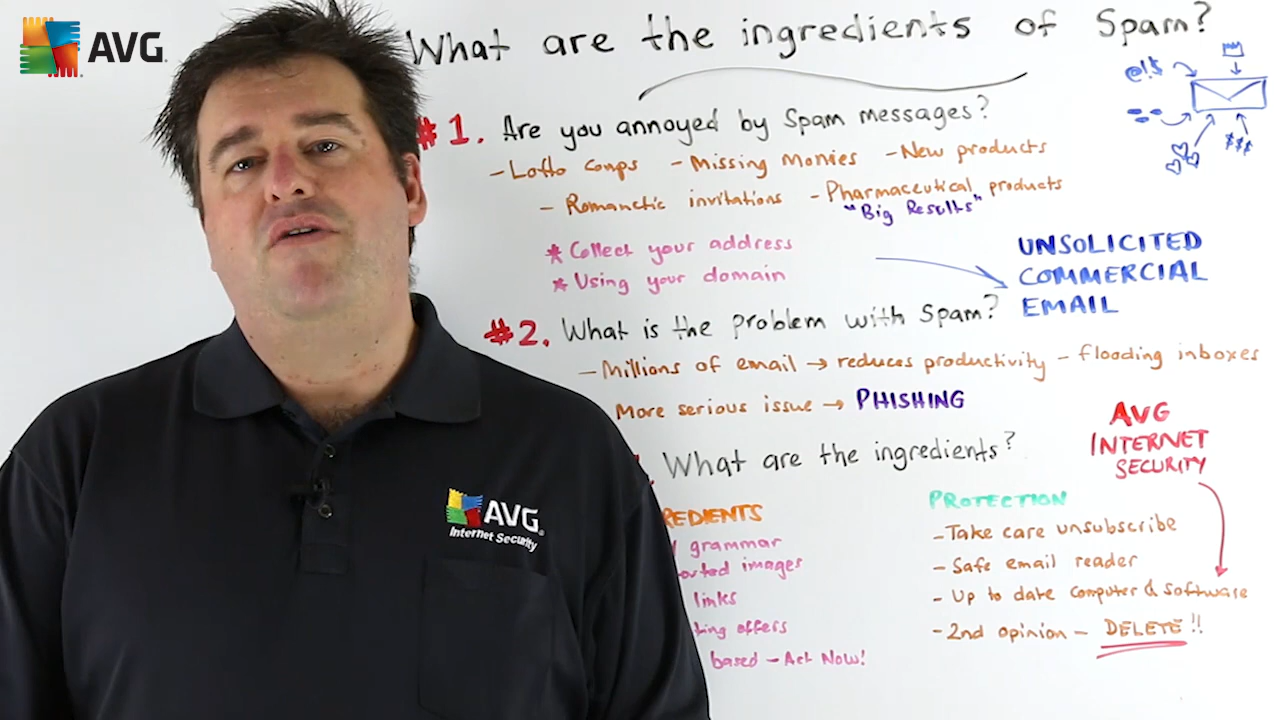 AVG
What are the ingredients of Spam?
@!$
$$$
#1. Are you annoyed by Spam messages?
- Lotto Comps - Missing Monies - New products
- Romanctic invitations - Pharmaceutical products
"Big Results"
* Collect your address
* Using your domain
UNSOLICITED
COMMERCIAL
EMAIL
#2. What is the problem with Spam?
- Millions of email → reduces productivity - flooding inboxes
More serious issue → PHISHING
What are the ingredients?
AVG
INTERNET
SECURITY
REDIENTS
grammar
orted images
links
ting offers
based - Act Now!
PROTECTION
- Take care unsubscribe
- Safe email reader
- Up to date computer & software
- 2nd opinion - DELETE!!
AVG
Internet Security